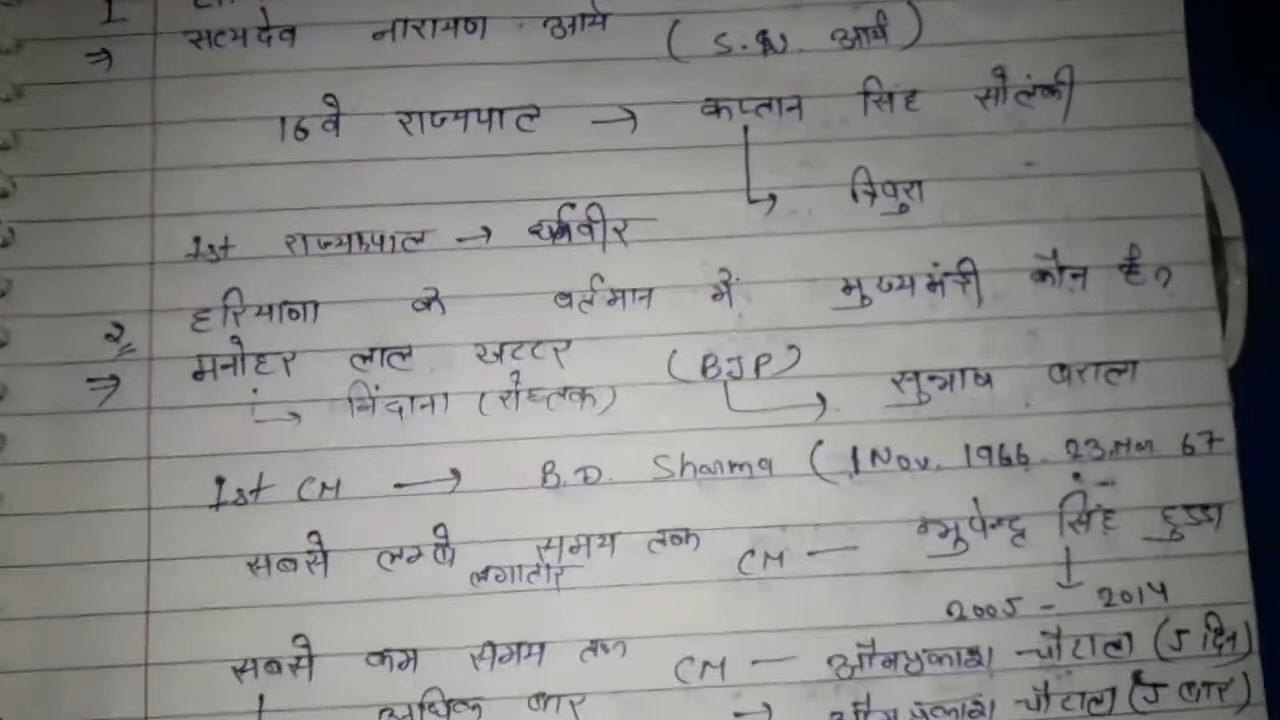 1
⇒ सत्यदेव नारायण आर्य (S.N. आर्य)
16वे राज्यपाल → कप्तान सिंह सोलंकी
↳ त्रिपुरा
1st राज्यपाल → धर्मवीर
2 हरियाणा के वर्तमान में मुख्यमंत्री कौन है?
⇒ मनोहर लाल खटटर (BJP)
↳ निंदाना (रोहतक) ↳ सुभाष बराला
1st CM → B.D. Sharma (1 Nov. 1966 23 Mar 67
सबसे लम्बे समय तक CM — भुपेन्द्र सिंह हुड्डा
लगातार
2005 - 2014
सबसे कम समय तक CM — ओमप्रकाश चौटाला (5 दिन)
अधिक बार → ओमप्रकाश चौटाला (5 बार)